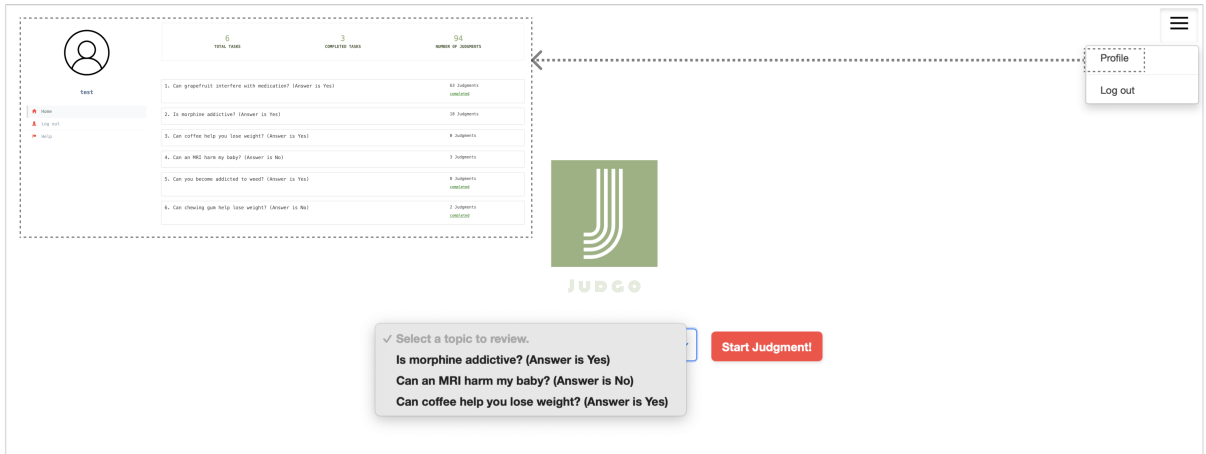 6
TOTAL TASKS
3
COMPLETED TASKS
94
NUMBER OF JUDGMENTS
test
Home
Log out
Help
1. Can grapefruit interfere with medication? (Answer is Yes)
63 Judgments
completed
2. Is morphine addictive? (Answer is Yes)
18 Judgments
3. Can coffee help you lose weight? (Answer is Yes)
0 Judgments
4. Can an MRI harm my baby? (Answer is No)
3 Judgments
5. Can you become addicted to weed? (Answer is Yes)
8 Judgments
completed
6. Can chewing gum help lose weight? (Answer is No)
2 Judgments
completed
Profile
Log out
J
JUDGO
✓ Select a topic to review.
Is morphine addictive? (Answer is Yes)
Can an MRI harm my baby? (Answer is No)
Can coffee help you lose weight? (Answer is Yes)
Start Judgment!